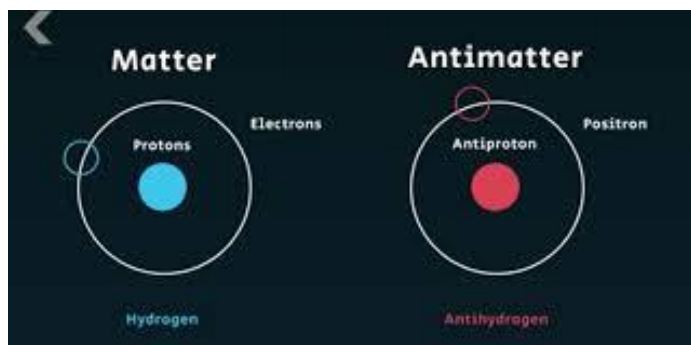 Matter
Antimatter
Electrons
Positron
Protons
Antiproton
Hydrogen
Antihydrogen